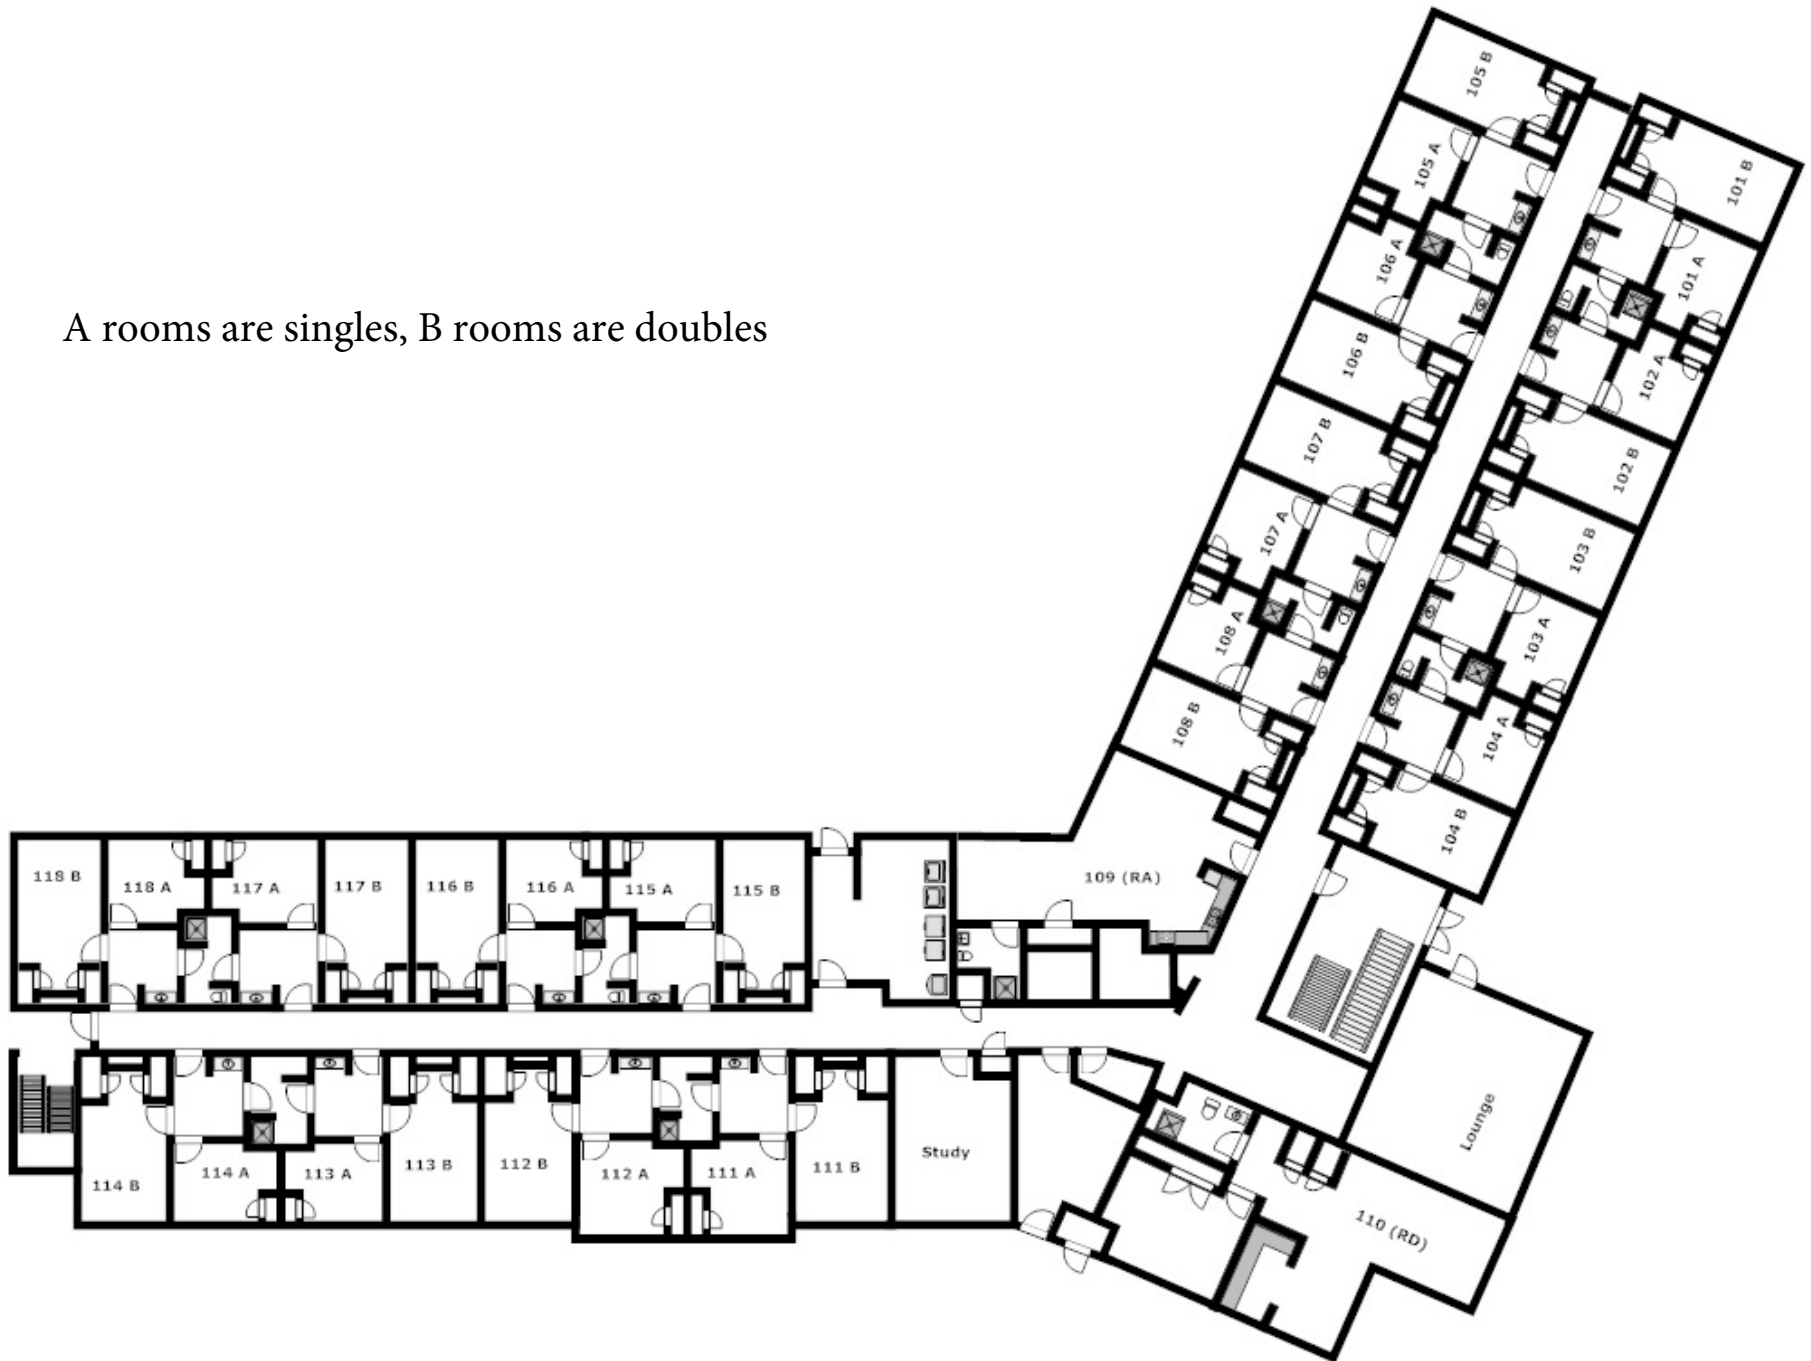 105 B
101 B
105 A
101 A
106 A
102 A
106 B
102 B
107 B
103 B
107 A
103 A
108 A
104 A
108 B
104 B
A rooms are singles, B rooms are doubles
118 B
118 A
117 A
117 B
116 B
116 A
115 A
115 B
109 (RA)
114 B
114 A
113 A
113 B
112 B
112 A
111 A
111 B
Study
Lounge
110 (RD)